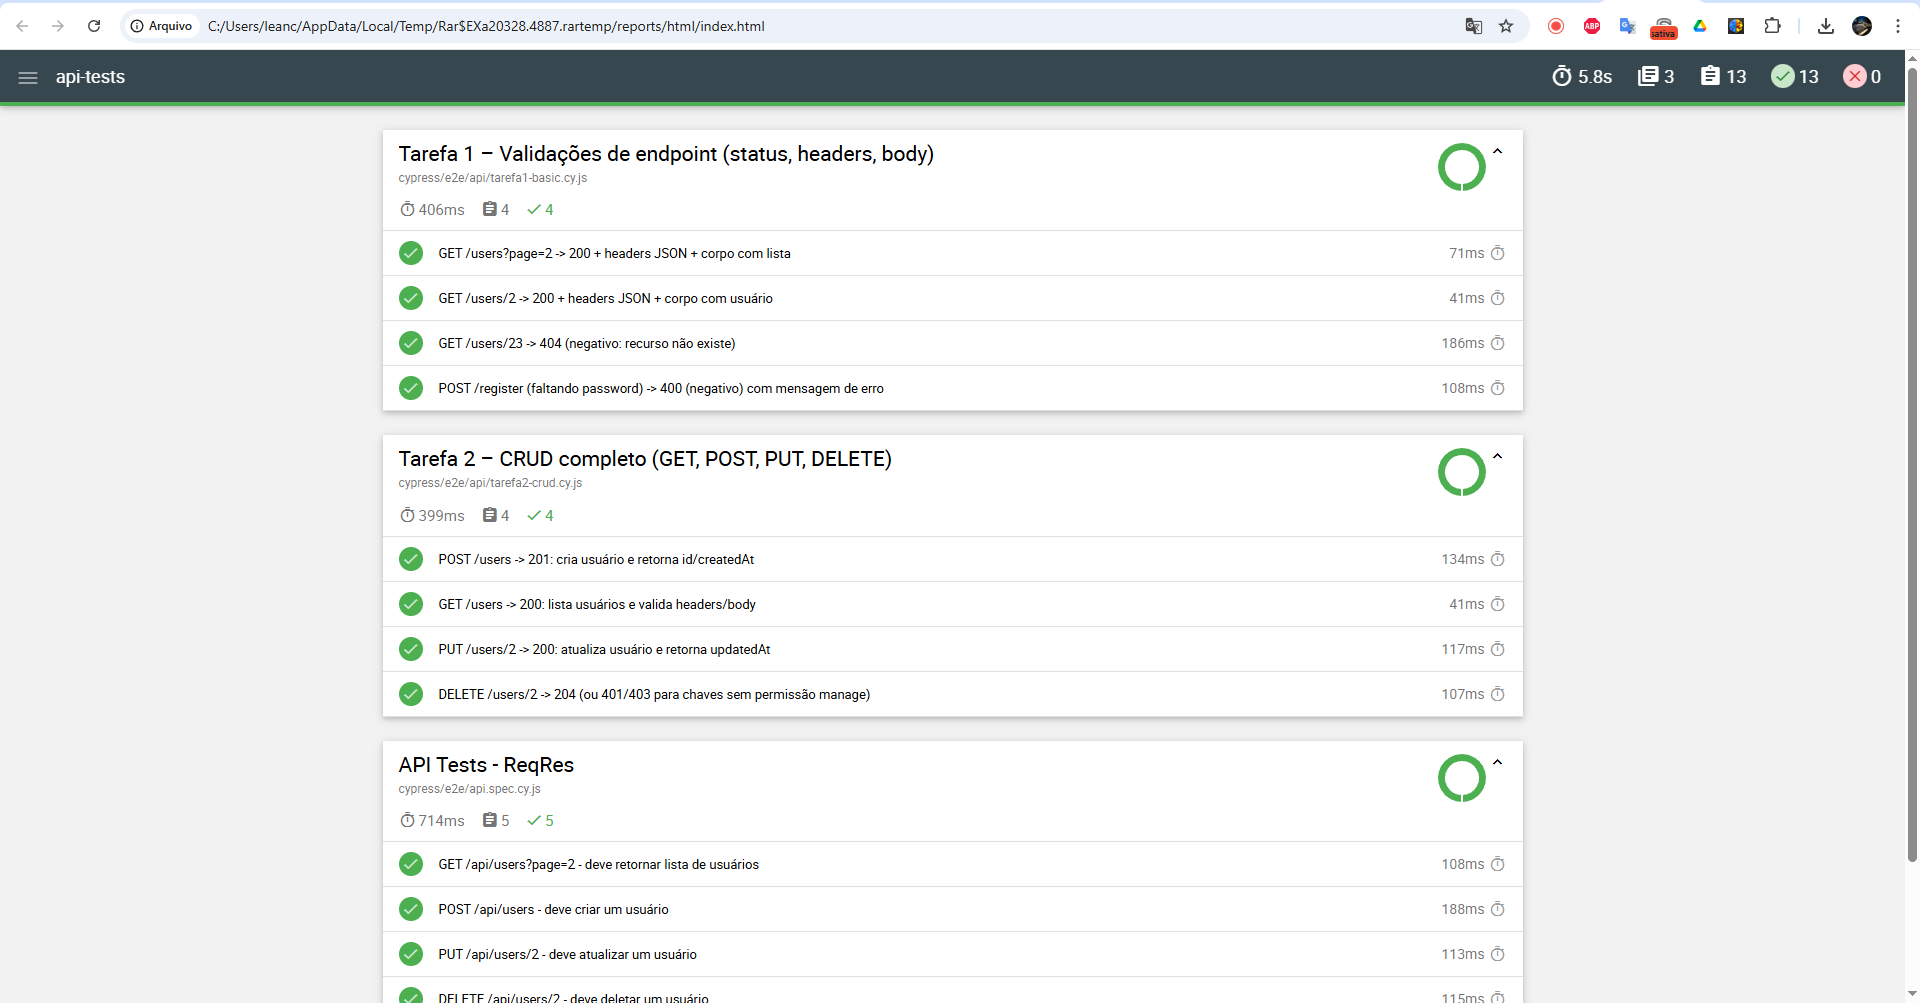 Arquivo C:/Users/leanc/AppData/Local/Temp/Rar$EXa20328.4887.rartemp/reports/html/index.html
ABP
sativa
api-tests
5.8s 3 13 13 0
Tarefa 1 – Validações de endpoint (status, headers, body)
cypress/e2e/api/tarefa1-basic.cy.js
406ms 4 4
GET /users?page=2 -> 200 + headers JSON + corpo com lista 71ms
GET /users/2 -> 200 + headers JSON + corpo com usuário 41ms
GET /users/23 -> 404 (negativo: recurso não existe) 186ms
POST /register (faltando password) -> 400 (negativo) com mensagem de erro 108ms
Tarefa 2 – CRUD completo (GET, POST, PUT, DELETE)
cypress/e2e/api/tarefa2-crud.cy.js
399ms 4 4
POST /users -> 201: cria usuário e retorna id/createdAt 134ms
GET /users -> 200: lista usuários e valida headers/body 41ms
PUT /users/2 -> 200: atualiza usuário e retorna updatedAt 117ms
DELETE /users/2 -> 204 (ou 401/403 para chaves sem permissão manage) 107ms
API Tests - ReqRes
cypress/e2e/api.spec.cy.js
714ms 5 5
GET /api/users?page=2 - deve retornar lista de usuários 108ms
POST /api/users - deve criar um usuário 188ms
PUT /api/users/2 - deve atualizar um usuário 113ms
DELETE /api/users/2 - deve deletar um usuário 115ms